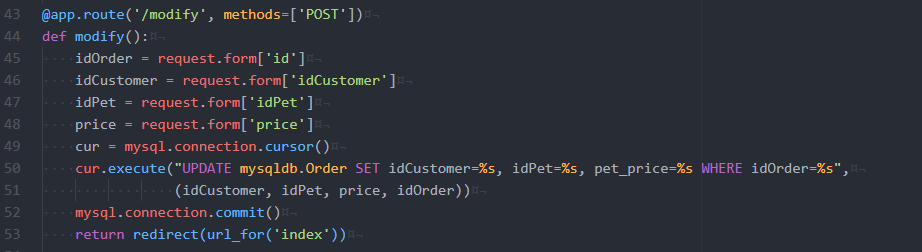 43 @app.route('/modify', methods=['POST'])
44 def modify():
45 idOrder = request.form['id']
46 idCustomer = request.form['idCustomer']
47 idPet = request.form['idPet']
48 price = request.form['price']
49 cur = mysql.connection.cursor()
50 cur.execute("UPDATE mysqldb.Order SET idCustomer=%s, idPet=%s, pet_price=%s WHERE idOrder=%s",
51 (idCustomer, idPet, price, idOrder))
52 mysql.connection.commit()
53 return redirect(url_for('index'))